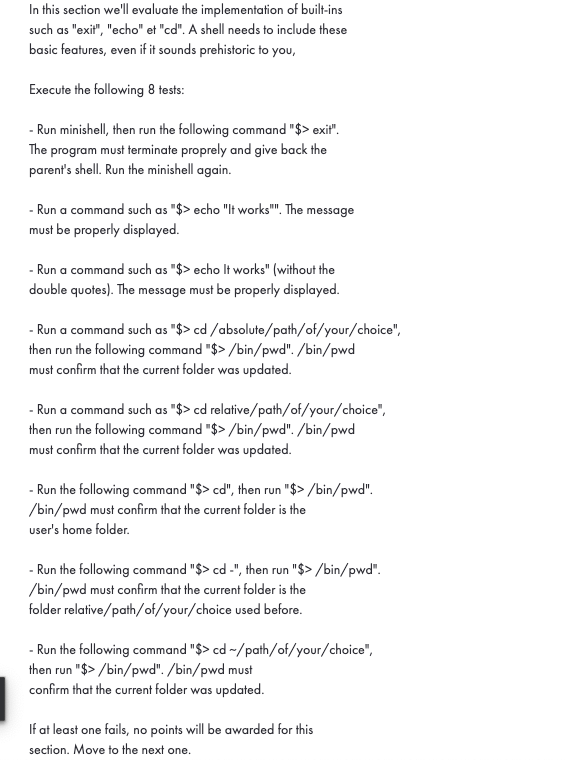 In this section we'll evaluate the implementation of built-ins
such as "exit", "echo" et "cd". A shell needs to include these
basic features, even if it sounds prehistoric to you,
Execute the following 8 tests:
- Run minishell, then run the following command "$> exit".
The program must terminate proprely and give back the
parent's shell. Run the minishell again.
- Run a command such as "$> echo "It works"". The message
must be properly displayed.
- Run a command such as "$> echo It works" (without the
double quotes). The message must be properly displayed.
- Run a command such as "$> cd /absolute/path/of/your/choice",
then run the following command "$> /bin/pwd". /bin/pwd
must confirm that the current folder was updated.
- Run a command such as "$> cd relative/path/of/your/choice",
then run the following command "$> /bin/pwd". /bin/pwd
must confirm that the current folder was updated.
- Run the following command "$> cd", then run "$> /bin/pwd".
/bin/pwd must confirm that the current folder is the
user's home folder.
- Run the following command "$> cd -", then run "$> /bin/pwd".
/bin/pwd must confirm that the current folder is the
folder relative/path/of/your/choice used before.
- Run the following command "$> cd ~/path/of/your/choice",
then run "$> /bin/pwd". /bin/pwd must
confirm that the current folder was updated.
If at least one fails, no points will be awarded for this
section. Move to the next one.